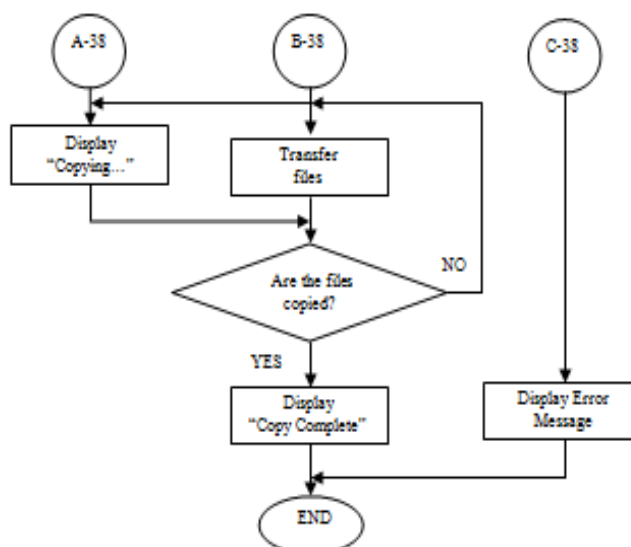 A-38
B-38
C-38
Display
“Copying...”
Transfer
files
NO
Are the files
copied?
YES
Display
“Copy Complete”
Display Error
Message
END